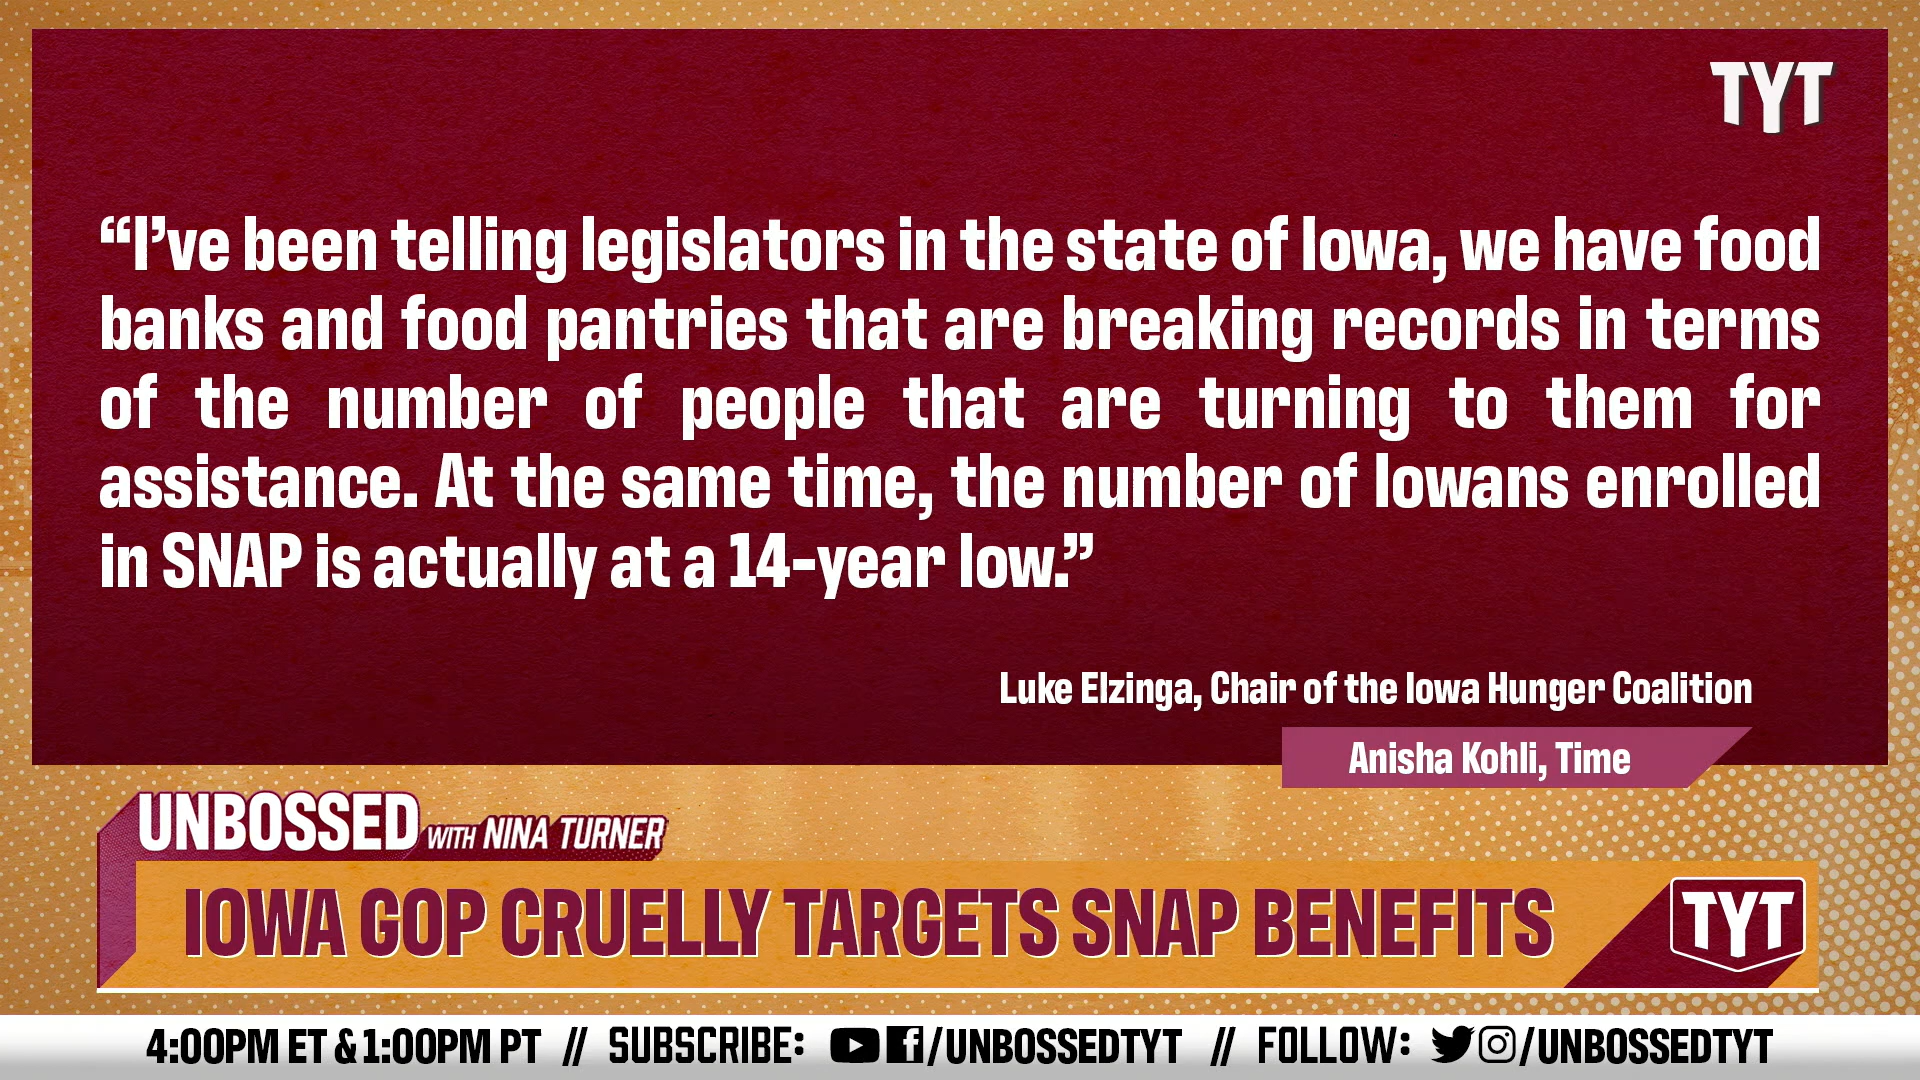 TYT
“I’ve been telling legislators in the state of Iowa, we have food
banks and food pantries that are breaking records in terms
of the number of people that are turning to them for
assistance. At the same time, the number of Iowans enrolled
in SNAP is actually at a 14-year low.”
Luke Elzinga, Chair of the Iowa Hunger Coalition
Anisha Kohli, Time
UNBOSSED WITH NINA TURNER
IOWA GOP CRUELLY TARGETS SNAP BENEFITS
TYT
4:00PM ET & 1:00PM PT // SUBSCRIBE: /UNBOSSEDTYT // FOLLOW: /UNBOSSEDTYT